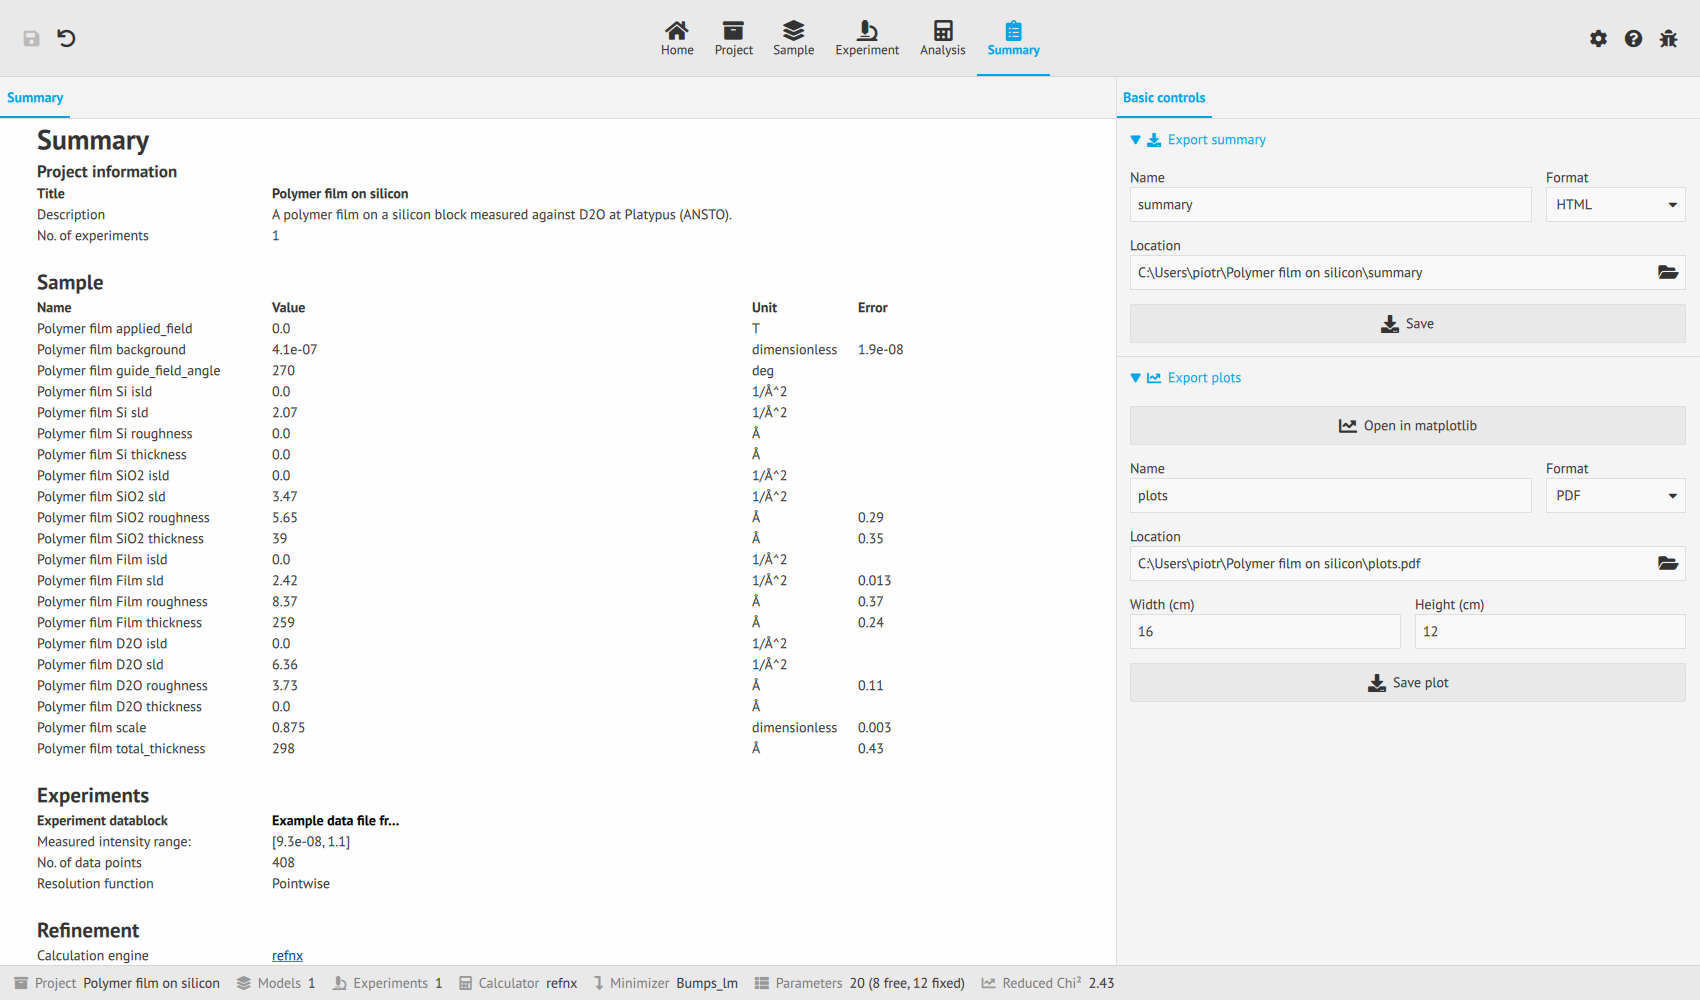 Home Project Sample Experiment Analysis Summary
Summary
Basic controls
Summary
Project information
Title Polymer film on silicon
Description A polymer film on a silicon block measured against D2O at Platypus (ANSTO).
No. of experiments 1
Sample
Name Value Unit Error
Polymer film applied_field 0.0 T
Polymer film background 4.1e-07 dimensionless 1.9e-08
Polymer film guide_field_angle 270 deg
Polymer film Si isld 0.0 1/Å^2
Polymer film Si sld 2.07 1/Å^2
Polymer film Si roughness 0.0 Å
Polymer film Si thickness 0.0 Å
Polymer film SiO2 isld 0.0 1/Å^2
Polymer film SiO2 sld 3.47 1/Å^2
Polymer film SiO2 roughness 5.65 Å 0.29
Polymer film SiO2 thickness 39 Å 0.35
Polymer film Film isld 0.0 1/Å^2
Polymer film Film sld 2.42 1/Å^2 0.013
Polymer film Film roughness 8.37 Å 0.37
Polymer film Film thickness 259 Å 0.24
Polymer film D2O isld 0.0 1/Å^2
Polymer film D2O sld 6.36 1/Å^2
Polymer film D2O roughness 3.73 Å 0.11
Polymer film D2O thickness 0.0 Å
Polymer film scale 0.875 dimensionless 0.003
Polymer film total_thickness 298 Å 0.43
Experiments
Experiment datablock Example data file fr...
Measured intensity range: [9.3e-08, 1.1]
No. of data points 408
Resolution function Pointwise
Refinement
Calculation engine refnx
Export summary
Name Format
summary HTML
Location
C:\Users\piotr\Polymer film on silicon\summary
Save
Export plots
Open in matplotlib
Name Format
plots PDF
Location
C:\Users\piotr\Polymer film on silicon\plots.pdf
Width (cm) Height (cm)
16 12
Save plot
Project Polymer film on silicon Models 1 Experiments 1 Calculator refnx Minimizer Bumps_lm Parameters 20 (8 free, 12 fixed) Reduced Chi² 2.43